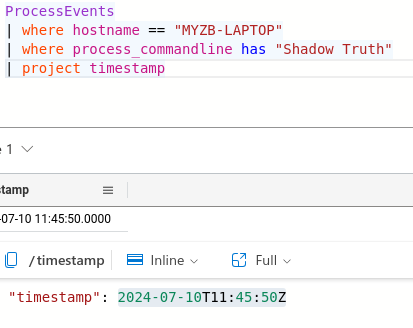 ProcessEvents
| where hostname == "MYZB-LAPTOP"
| where process_commandline has "Shadow Truth"
| project timestamp
e 1
stamp
-07-10 11:45:50.0000
/timestamp Inline Full
"timestamp": 2024-07-10T11:45:50Z